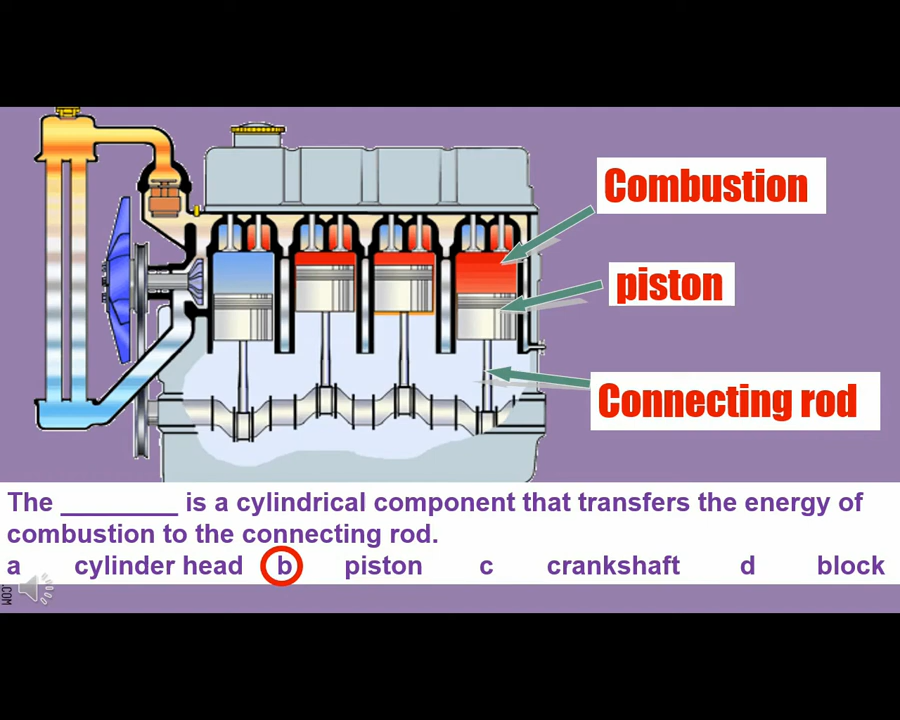 Combustion
piston
Connecting rod
The ________ is a cylindrical component that transfers the energy of
combustion to the connecting rod.
a cylinder head b piston c crankshaft d block
.COM